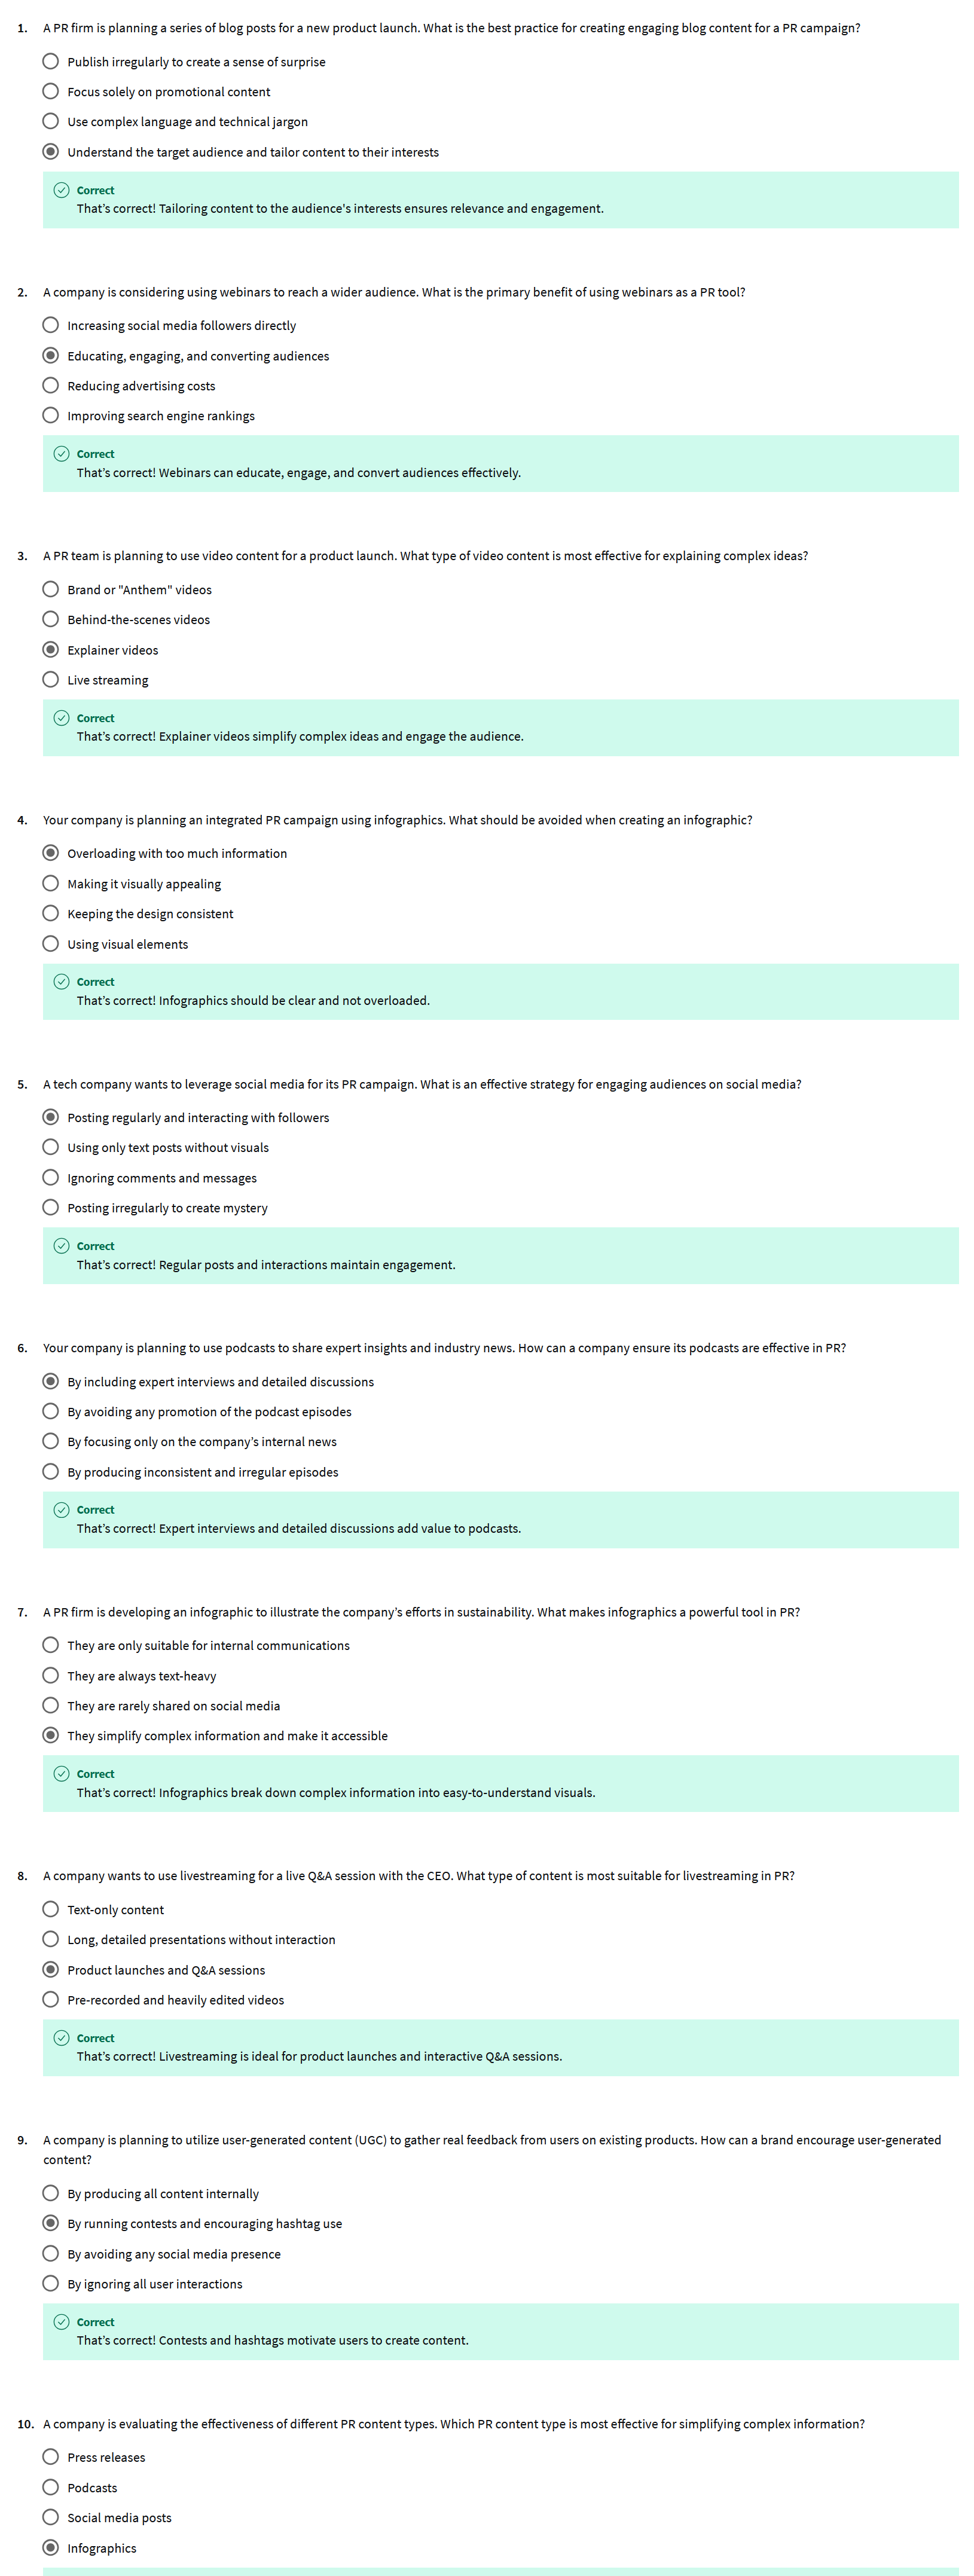 1. A PR firm is planning a series of blog posts for a new product launch. What is the best practice for creating engaging blog content for a PR campaign?
Publish irregularly to create a sense of surprise
Focus solely on promotional content
Use complex language and technical jargon
Understand the target audience and tailor content to their interests
Correct
That’s correct! Tailoring content to the audience's interests ensures relevance and engagement.
2. A company is considering using webinars to reach a wider audience. What is the primary benefit of using webinars as a PR tool?
Increasing social media followers directly
Educating, engaging, and converting audiences
Reducing advertising costs
Improving search engine rankings
Correct
That’s correct! Webinars can educate, engage, and convert audiences effectively.
3. A PR team is planning to use video content for a product launch. What type of video content is most effective for explaining complex ideas?
Brand or "Anthem" videos
Behind-the-scenes videos
Explainer videos
Live streaming
Correct
That’s correct! Explainer videos simplify complex ideas and engage the audience.
4. Your company is planning an integrated PR campaign using infographics. What should be avoided when creating an infographic?
Overloading with too much information
Making it visually appealing
Keeping the design consistent
Using visual elements
Correct
That’s correct! Infographics should be clear and not overloaded.
5. A tech company wants to leverage social media for its PR campaign. What is an effective strategy for engaging audiences on social media?
Posting regularly and interacting with followers
Using only text posts without visuals
Ignoring comments and messages
Posting irregularly to create mystery
Correct
That’s correct! Regular posts and interactions maintain engagement.
6. Your company is planning to use podcasts to share expert insights and industry news. How can a company ensure its podcasts are effective in PR?
By including expert interviews and detailed discussions
By avoiding any promotion of the podcast episodes
By focusing only on the company’s internal news
By producing inconsistent and irregular episodes
Correct
That’s correct! Expert interviews and detailed discussions add value to podcasts.
7. A PR firm is developing an infographic to illustrate the company’s efforts in sustainability. What makes infographics a powerful tool in PR?
They are only suitable for internal communications
They are always text-heavy
They are rarely shared on social media
They simplify complex information and make it accessible
Correct
That’s correct! Infographics break down complex information into easy-to-understand visuals.
8. A company wants to use livestreaming for a live Q&A session with the CEO. What type of content is most suitable for livestreaming in PR?
Text-only content
Long, detailed presentations without interaction
Product launches and Q&A sessions
Pre-recorded and heavily edited videos
Correct
That’s correct! Livestreaming is ideal for product launches and interactive Q&A sessions.
9. A company is planning to utilize user-generated content (UGC) to gather real feedback from users on existing products. How can a brand encourage user-generated
content?
By producing all content internally
By running contests and encouraging hashtag use
By avoiding any social media presence
By ignoring all user interactions
Correct
That’s correct! Contests and hashtags motivate users to create content.
10. A company is evaluating the effectiveness of different PR content types. Which PR content type is most effective for simplifying complex information?
Press releases
Podcasts
Social media posts
Infographics